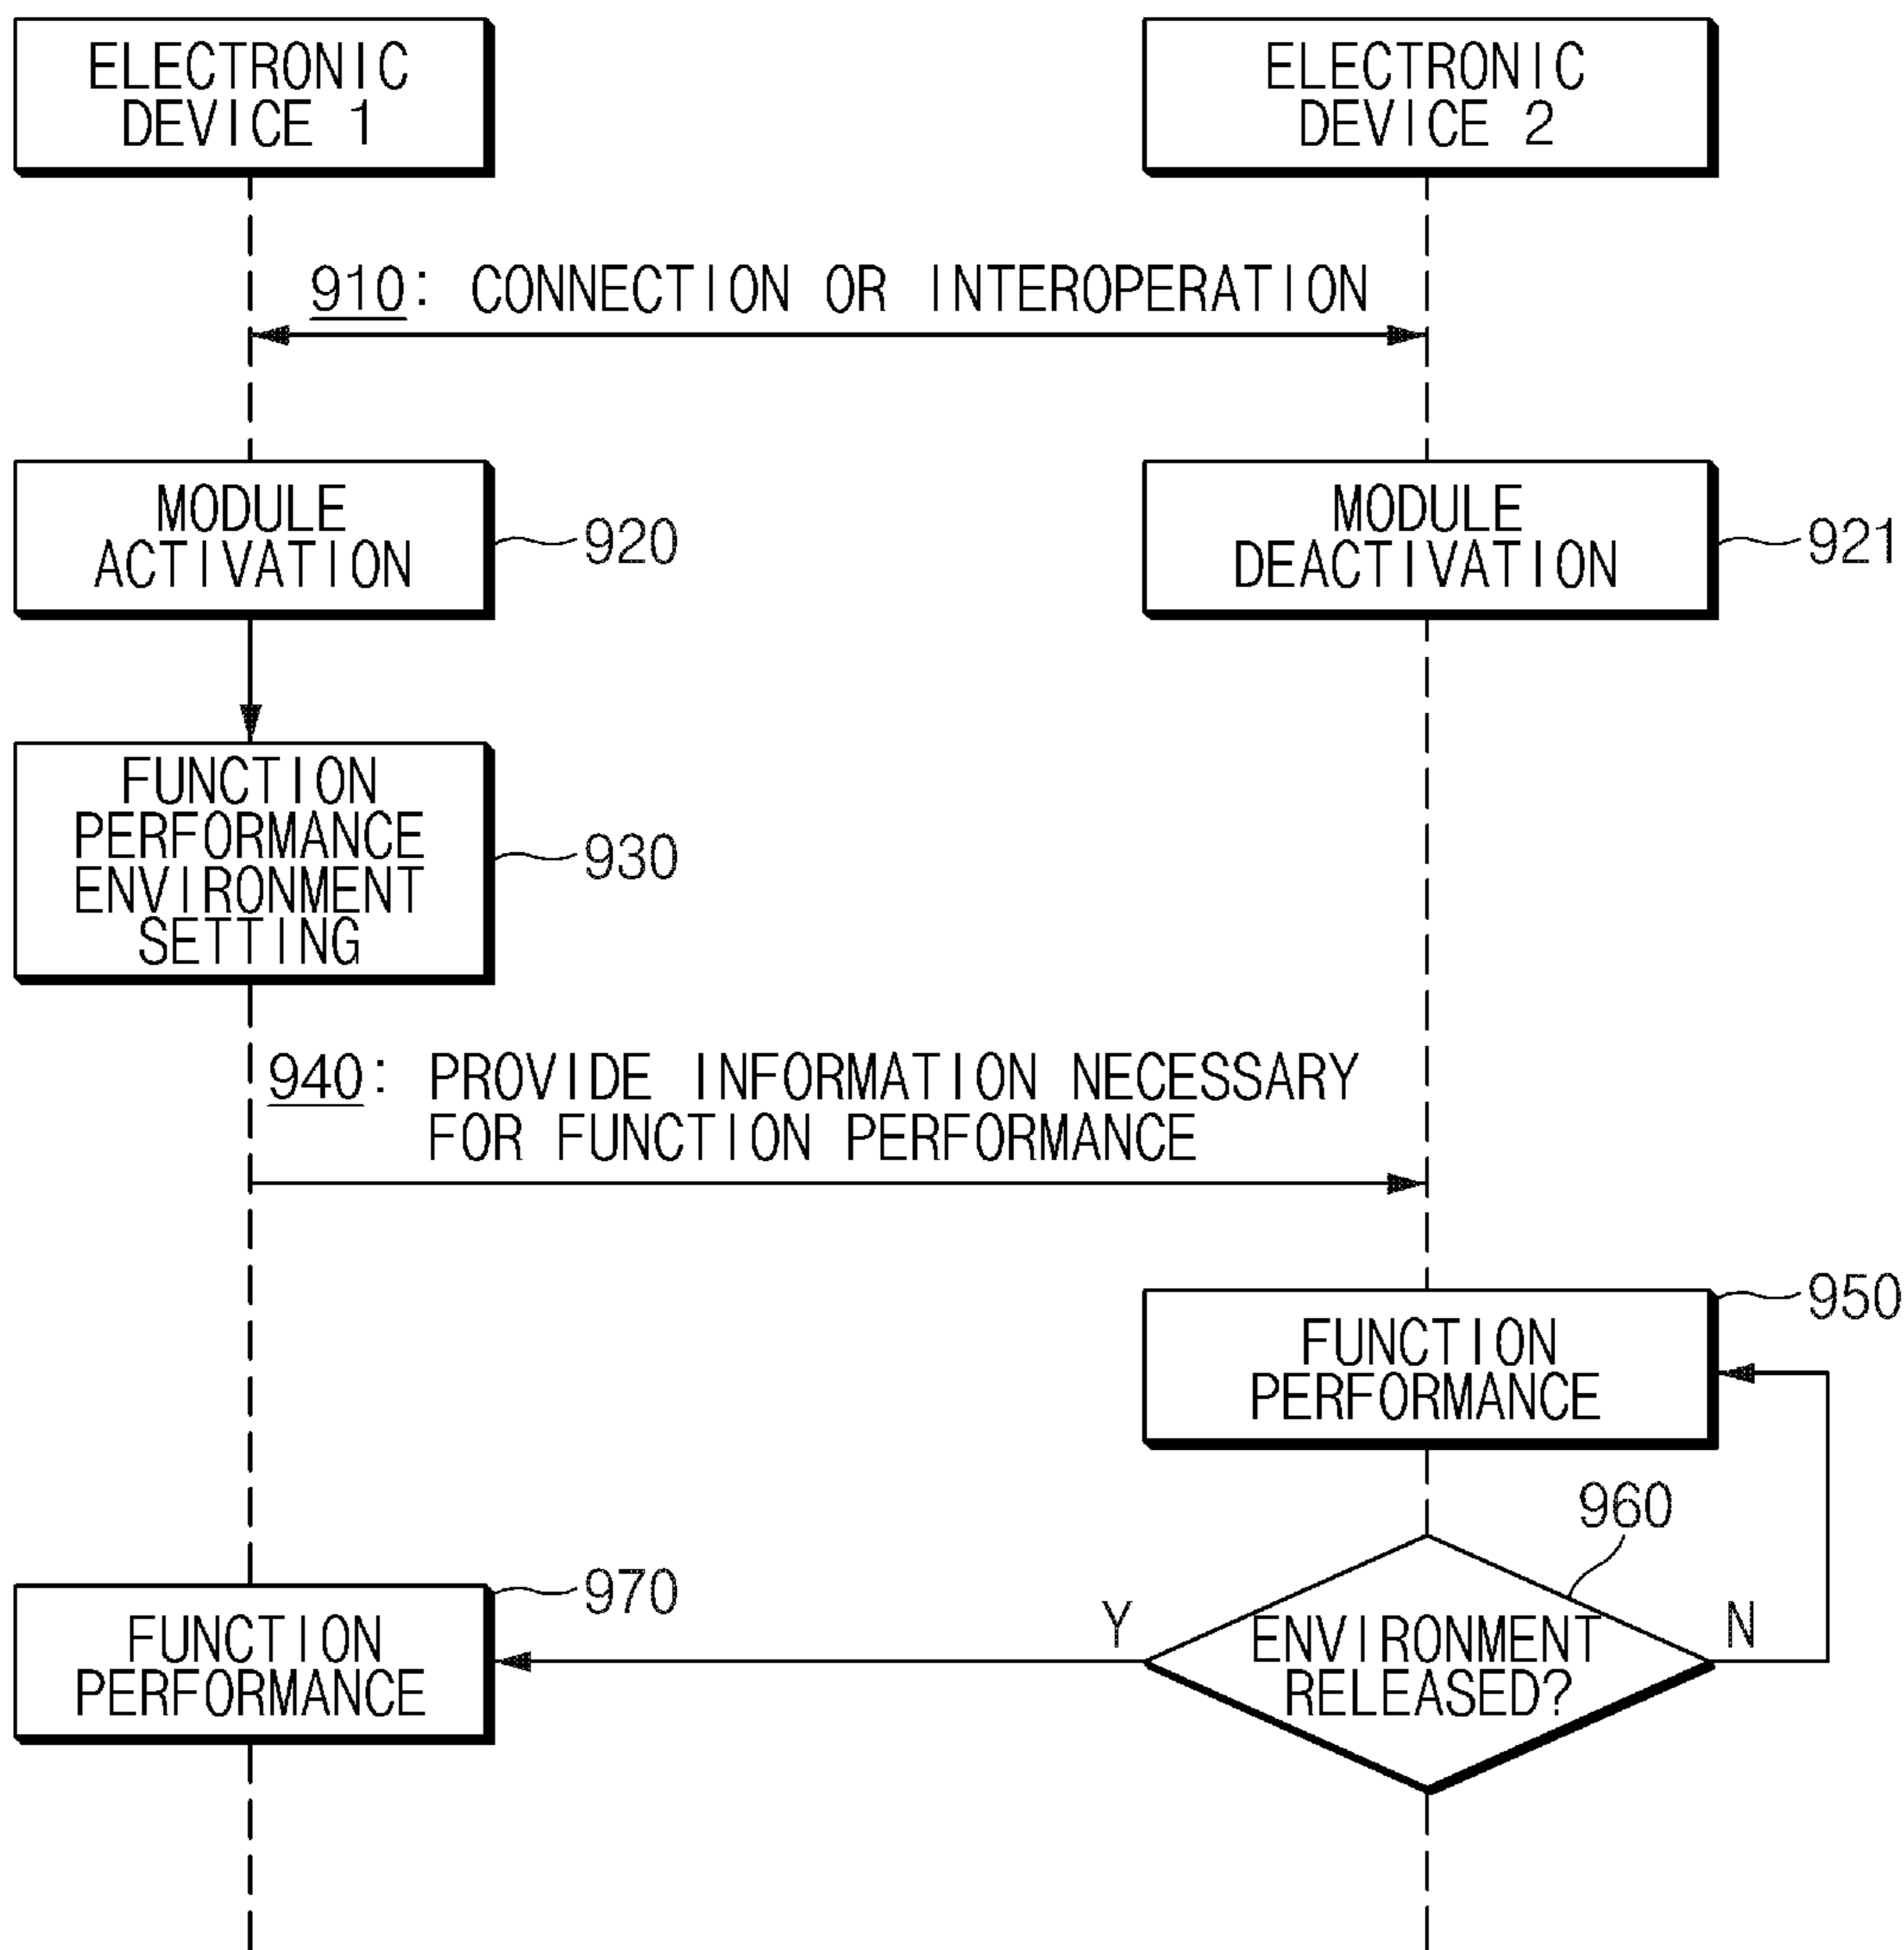 ELECTRONIC
DEVICE 1
ELECTRONIC
DEVICE 2
910: CONNECTION OR INTEROPERATION
MODULE
ACTIVATION
920
MODULE
DEACTIVATION
921
FUNCTION
PERFORMANCE
ENVIRONMENT
SETTING
930
940: PROVIDE INFORMATION NECESSARY
FOR FUNCTION PERFORMANCE
FUNCTION
PERFORMANCE
950
960
ENVIRONMENT
RELEASED?
Y
N
FUNCTION
PERFORMANCE
970